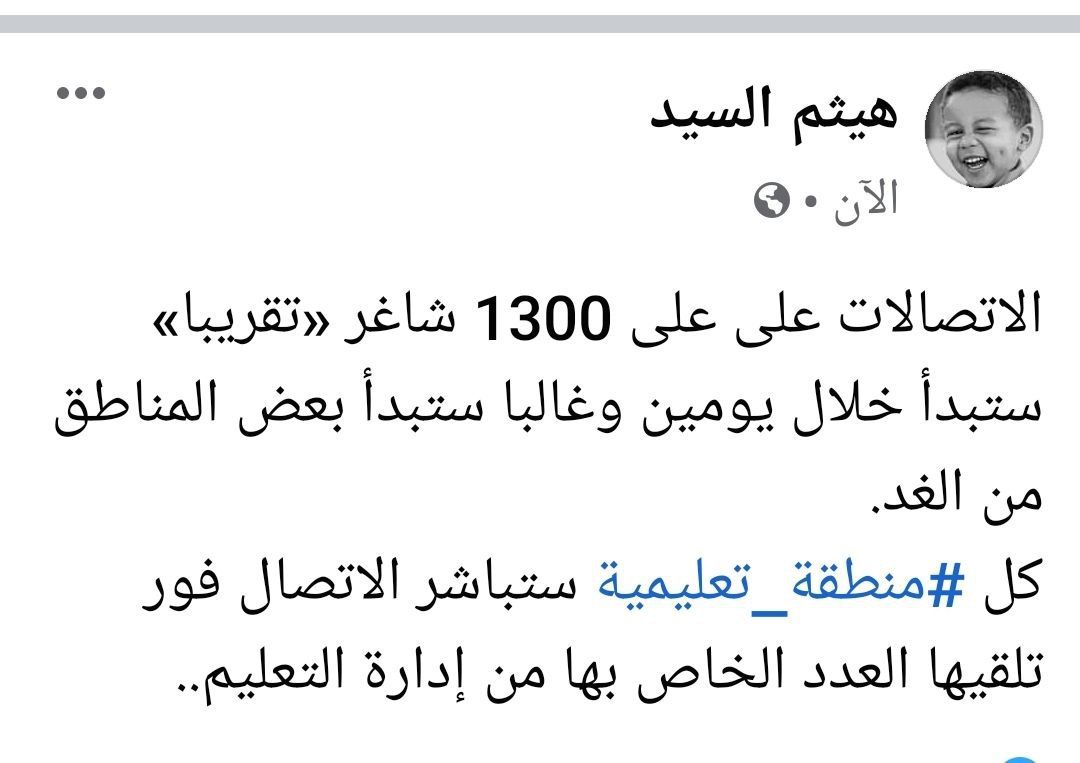 هيثم السيد
الآن •
الاتصالات على على 1300 شاغر «تقريبا»
ستبدأ خلال يومين وغالبا ستبدأ بعض المناطق
من الغد.
كل #منطقة_تعليمية ستباشر الاتصال فور
تلقيها العدد الخاص بها من إدارة التعليم..